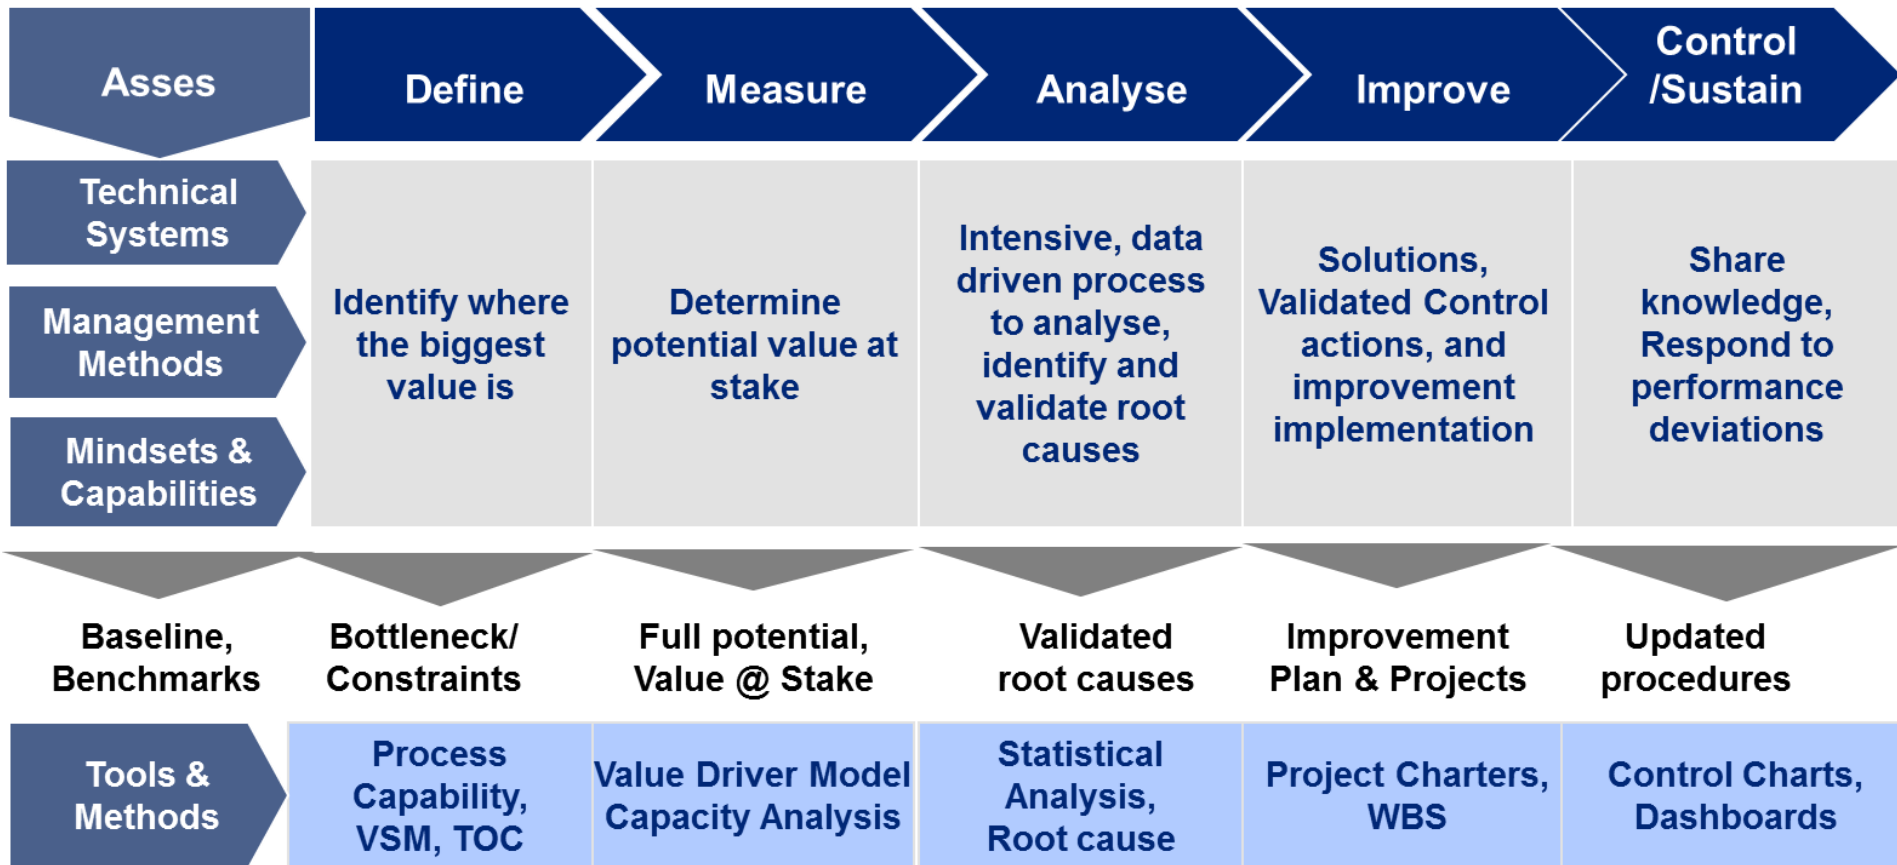 Asses
Define
Measure
Analyse
Improve
Control
/Sustain
Technical
Systems
Management
Methods
Mindsets &
Capabilities
Identify where
the biggest
value is
Determine
potential value at
stake
Intensive, data
driven process
to analyse,
identify and
validate root
causes
Solutions,
Validated Control
actions, and
improvement
implementation
Share
knowledge,
Respond to
performance
deviations
Baseline,
Benchmarks
Bottleneck/
Constraints
Full potential,
Value @ Stake
Validated
root causes
Improvement
Plan & Projects
Updated
procedures
Tools &
Methods
Process
Capability,
VSM, TOC
Value Driver Model
Capacity Analysis
Statistical
Analysis,
Root cause
Project Charters,
WBS
Control Charts,
Dashboards